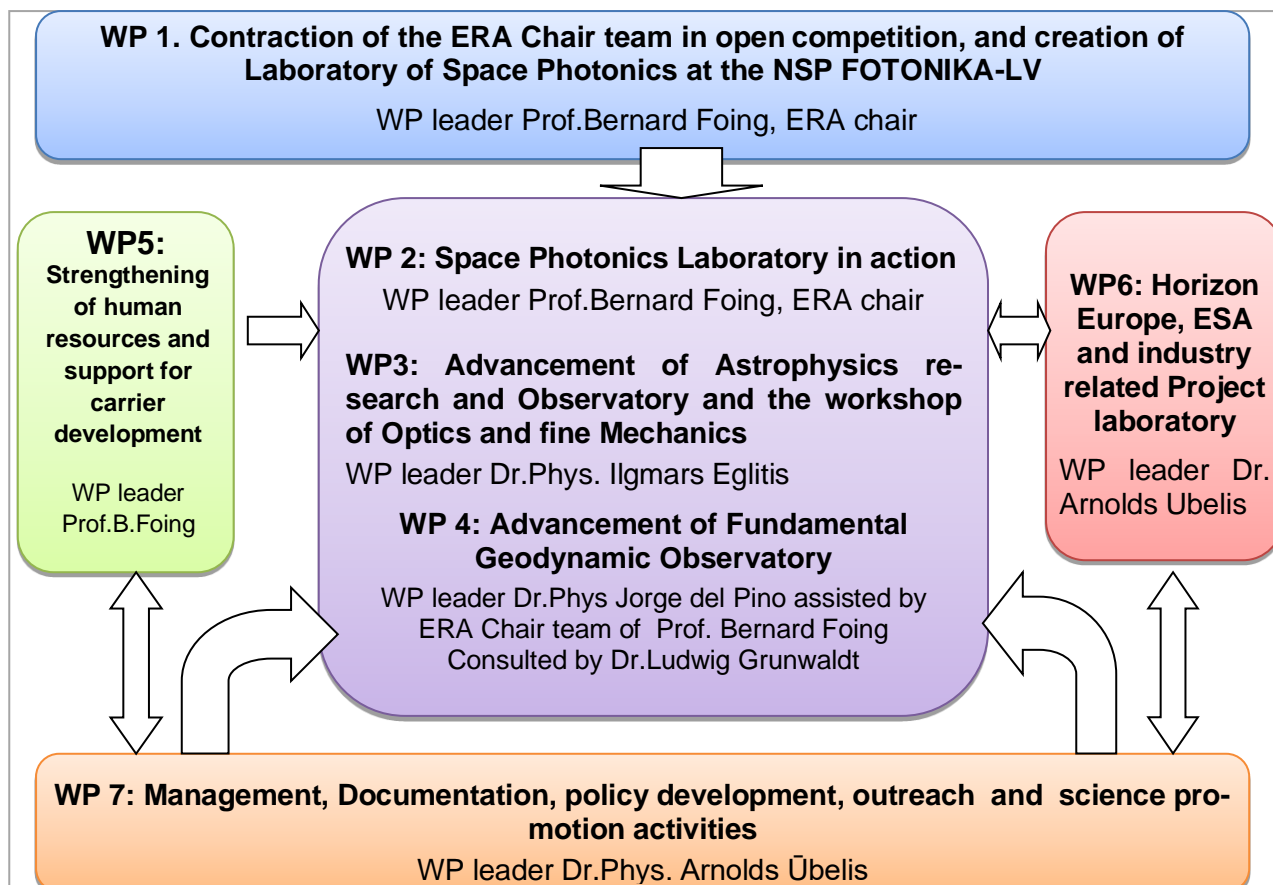 WP 1. Contraction of the ERA Chair team in open competition, and creation of
Laboratory of Space Photonics at the NSP FOTONIKA-LV
WP leader Prof.Bernard Foing, ERA chair
WP5:
Strengthening
of human
resources and
support for
carrier
development
WP leader
Prof.B.Foing
WP 2: Space Photonics Laboratory in action
WP leader Prof.Bernard Foing, ERA chair
WP3: Advancement of Astrophysics re-
search and Observatory and the workshop
of Optics and fine Mechanics
WP leader Dr.Phys. Ilgmars Eglitis
WP 4: Advancement of Fundamental
Geodynamic Observatory
WP leader Dr.Phys Jorge del Pino assisted by
ERA Chair team of Prof. Bernard Foing
Consulted by Dr.Ludwig Grunwaldt
WP6: Horizon
Europe, ESA
and industry
related Project
laboratory
WP leader Dr.
Arnolds Ubelis
WP 7: Management, Documentation, policy development, outreach and science pro-
motion activities
WP leader Dr.Phys. Arnolds Ūbelis